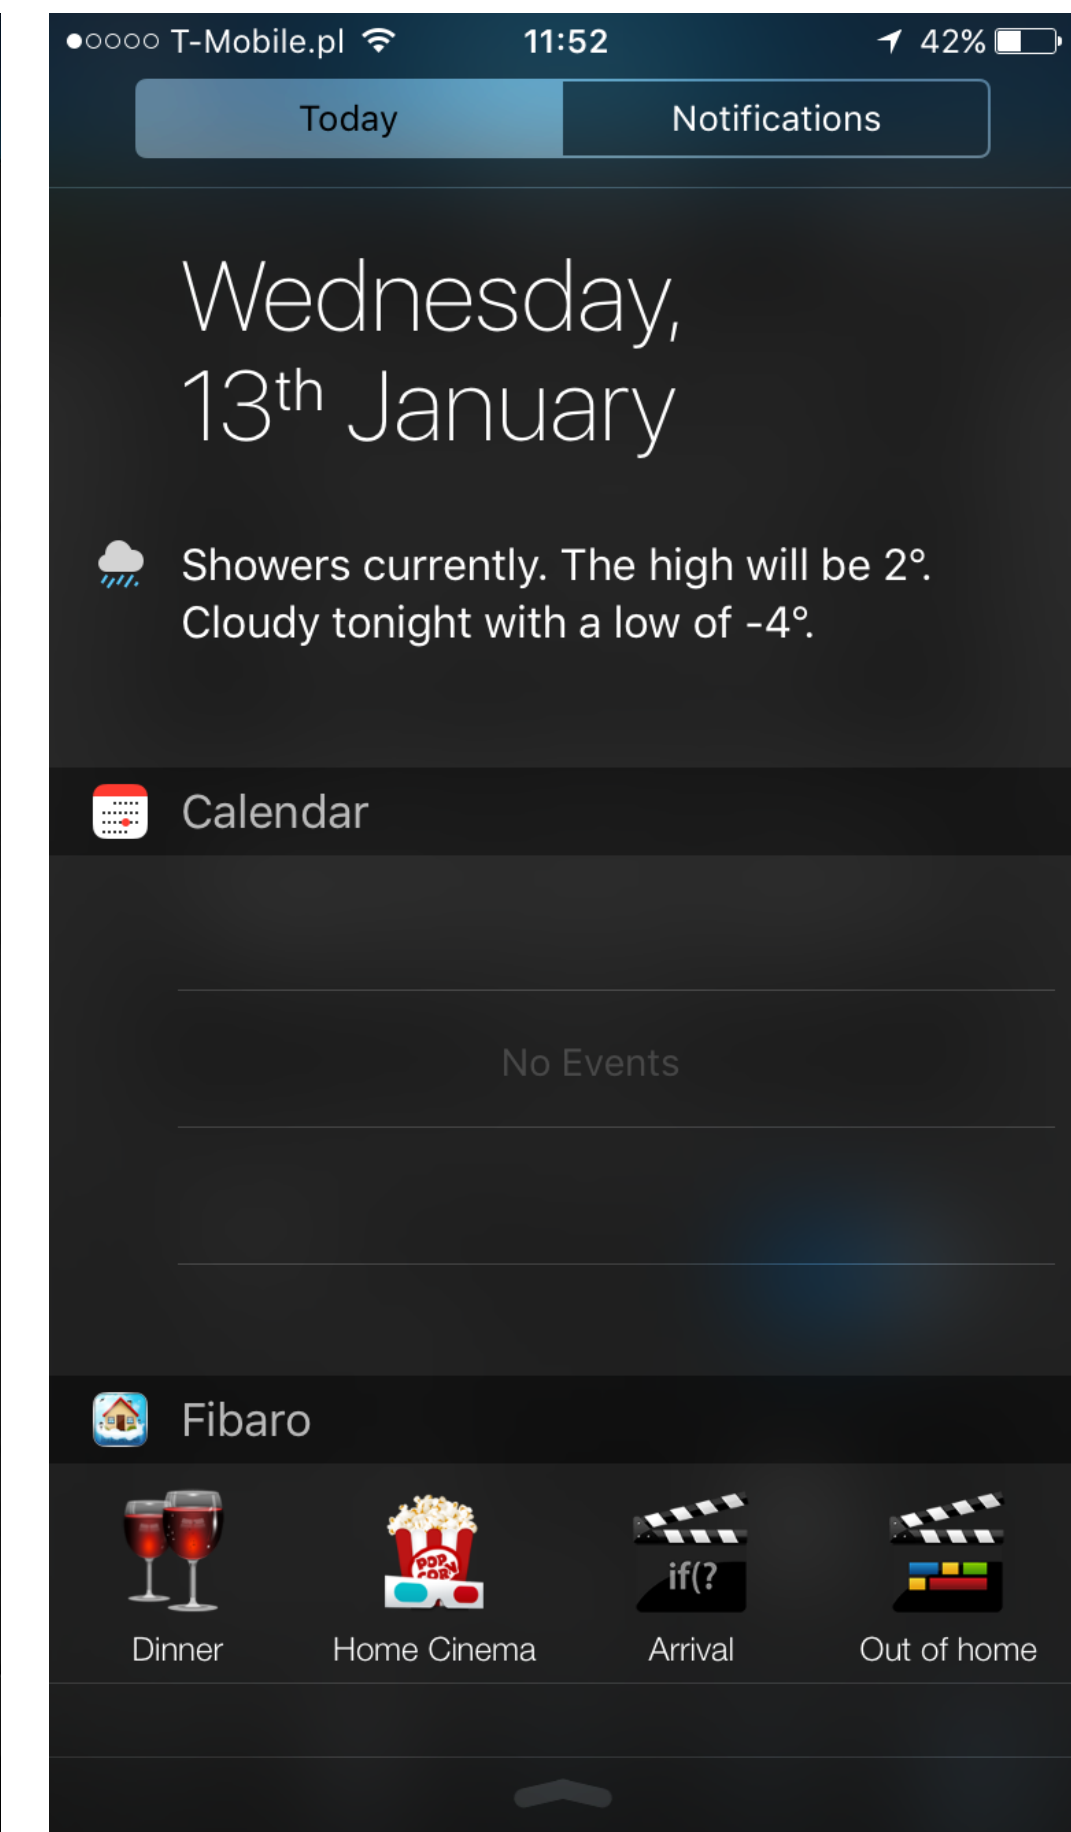 T-Mobile.pl 11:52 42%
Today Notifications
Wednesday,
13th January
Showers currently. The high will be 2°.
Cloudy tonight with a low of -4°.
Calendar
No Events
Fibaro
POP
CORN
if(?
Dinner Home Cinema Arrival Out of home